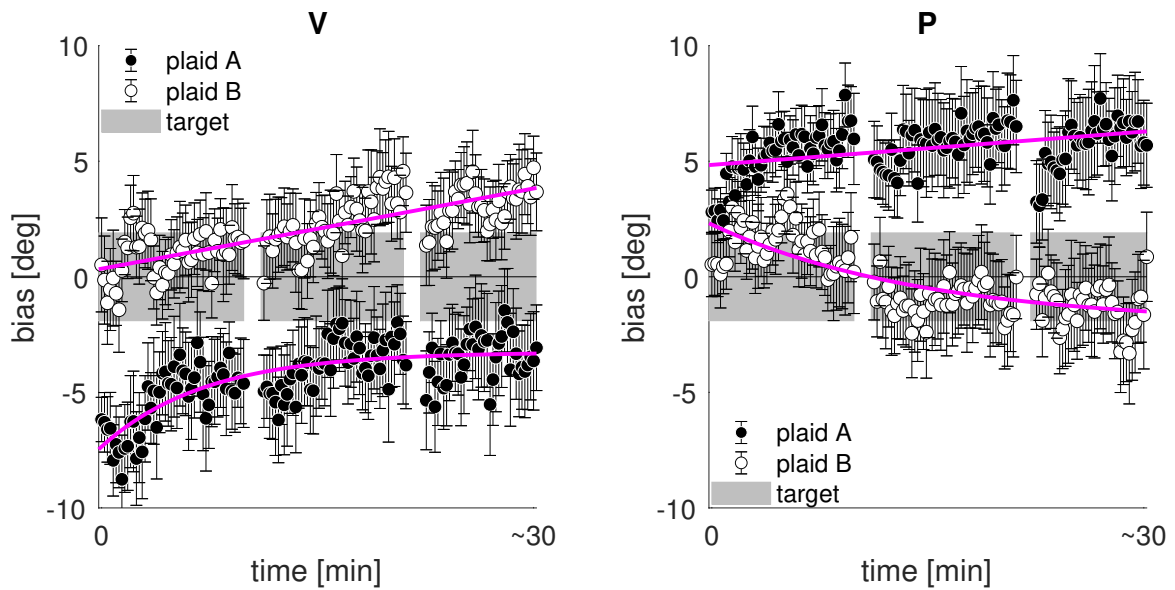 V
10
5
0
-5
-10
bias [deg]
plaid A
plaid B
target
0
~30
time [min]
P
10
5
0
-5
-10
bias [deg]
plaid A
plaid B
target
0
~30
time [min]